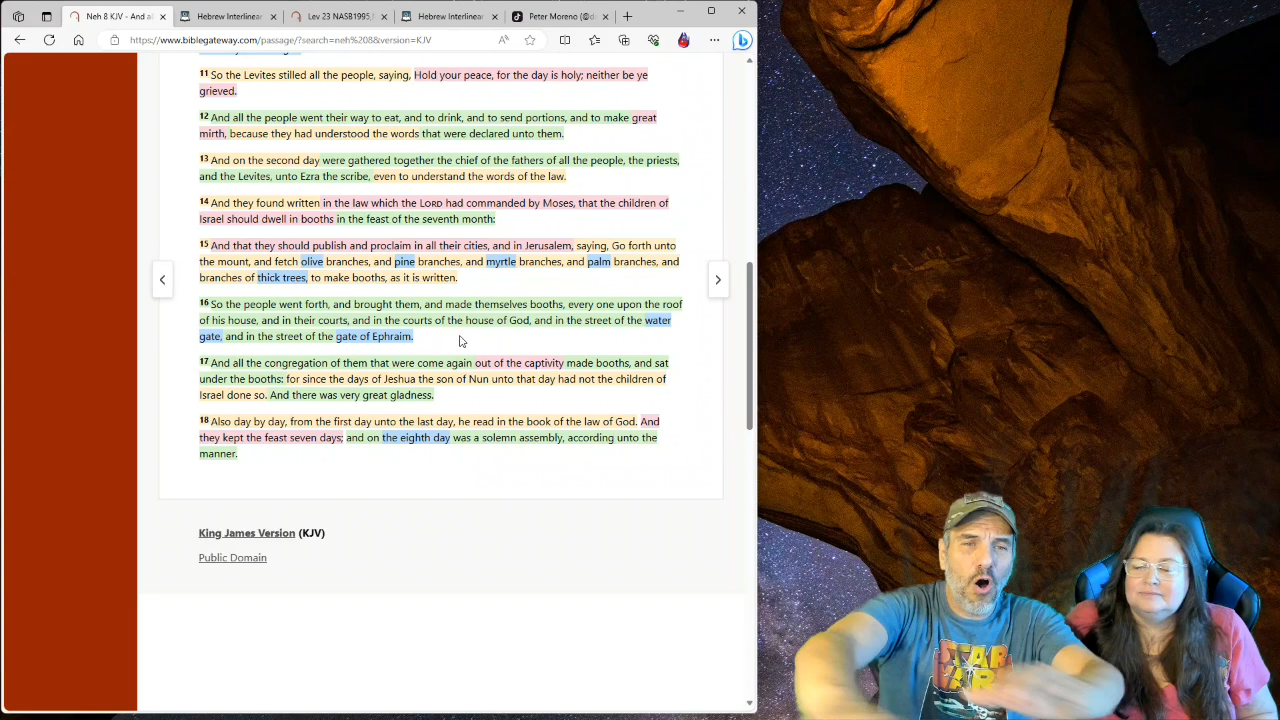 Neh 8 KJV - And al
Hebrew Interlinear
Lev 23 NASB1995,
Hebrew Interlinear
Peter Moreno (@d
https://www.biblegateway.com/passage/?search=neh%208&version=KJV
11 So the Levites stilled all the people, saying, Hold your peace, for the day is holy; neither be ye
grieved.
12 And all the people went their way to eat, and to drink, and to send portions, and to make great
mirth, because they had understood the words that were declared unto them.
13 And on the second day were gathered together the chief of the fathers of all the people, the priests,
and the Levites, unto Ezra the scribe, even to understand the words of the law.
14 And they found written in the law which the LORD had commanded by Moses, that the children of
Israel should dwell in booths in the feast of the seventh month:
15 And that they should publish and proclaim in all their cities, and in Jerusalem, saying, Go forth unto
the mount, and fetch olive branches, and pine branches, and myrtle branches, and palm branches, and
branches of thick trees, to make booths, as it is written.
16 So the people went forth, and brought them, and made themselves booths, every one upon the roof
of his house, and in their courts, and in the courts of the house of God, and in the street of the water
gate, and in the street of the gate of Ephraim.
17 And all the congregation of them that were come again out of the captivity made booths, and sat
under the booths: for since the days of Jeshua the son of Nun unto that day had not the children of
Israel done so. And there was very great gladness.
18 Also day by day, from the first day unto the last day, he read in the book of the law of God. And
they kept the feast seven days; and on the eighth day was a solemn assembly, according unto the
manner.
King James Version (KJV)
Public Domain
STAR